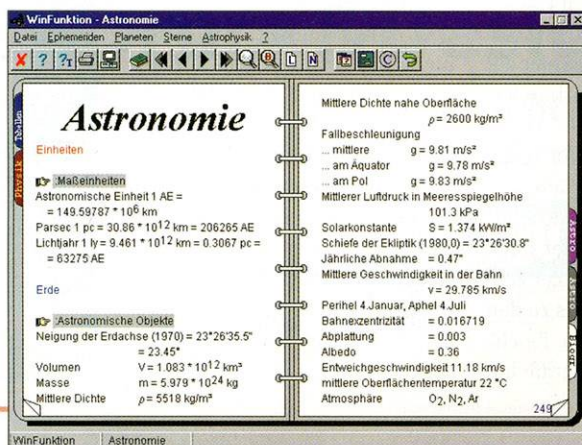 WinFunktion - Astronomie
Datei Ephemeriden Planeten Sterne Astrophysik ?
Tabellen
Physik
Astronomie
Einheiten
:Maßeinheiten
Astronomische Einheit 1 AE =
= 149.59787 * 10⁶ km
Parsec 1 pc = 30.86 * 10¹² km = 206265 AE
Lichtjahr 1 ly = 9.461 * 10¹² km = 0.3067 pc =
= 63275 AE
Erde
:Astronomische Objekte
Neigung der Erdachse (1970) = 23°26'35.5"
= 23.45°
Volumen V = 1.083 * 10¹² km³
Masse m = 5.979 * 10²⁴ kg
Mittlere Dichte ρ = 5518 kg/m³
Mittlere Dichte nahe Oberfläche
ρ = 2600 kg/m³
Fallbeschleunigung
... mittlere g = 9.81 m/s²
... am Äquator g = 9.78 m/s²
... am Pol g = 9.83 m/s²
Mittlerer Luftdruck in Meeresspiegelhöhe
101.3 kPa
Solarkonstante S = 1.374 kW/m²
Schiefe der Ekliptik (1980,0) = 23°26'30.8"
Jährliche Abnahme = 0.47"
Mittlere Geschwindigkeit in der Bahn
v = 29.785 km/s
Perihel 4.Januar, Aphel 4.Juli
Bahnexzentrizität = 0.016719
Abplattung = 0.003
Albedo = 0.36
Entweichgeschwindigkeit 11.18 km/s
mittlere Oberflächentemperatur 22 °C
Atmosphäre O₂, N₂, Ar
249
Astro
Astro
WinFunktion Astronomie